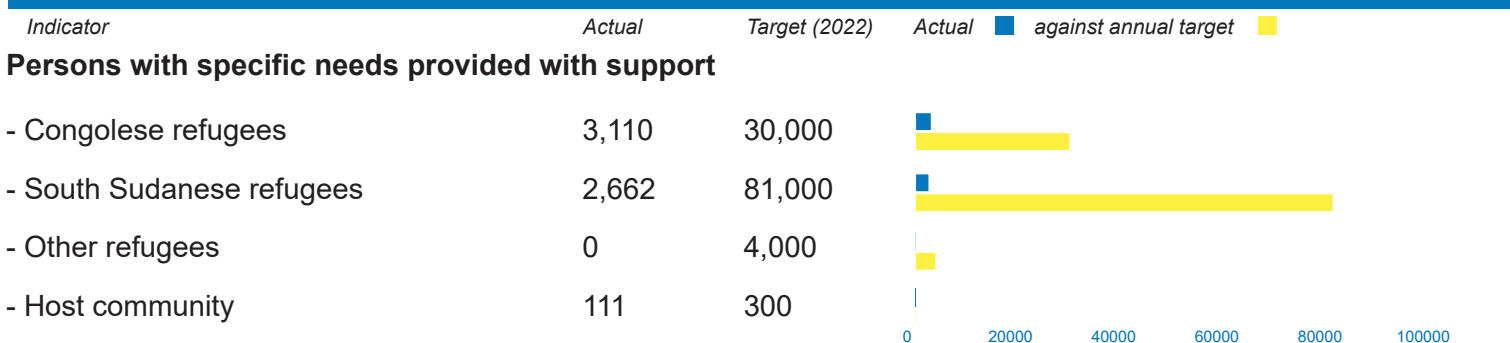 Indicator Actual Target (2022) Actual against annual target
Persons with specific needs provided with support
- Congolese refugees 3,110 30,000
- South Sudanese refugees 2,662 81,000
- Other refugees 0 4,000
- Host community 111 300
0 20000 40000 60000 80000 100000